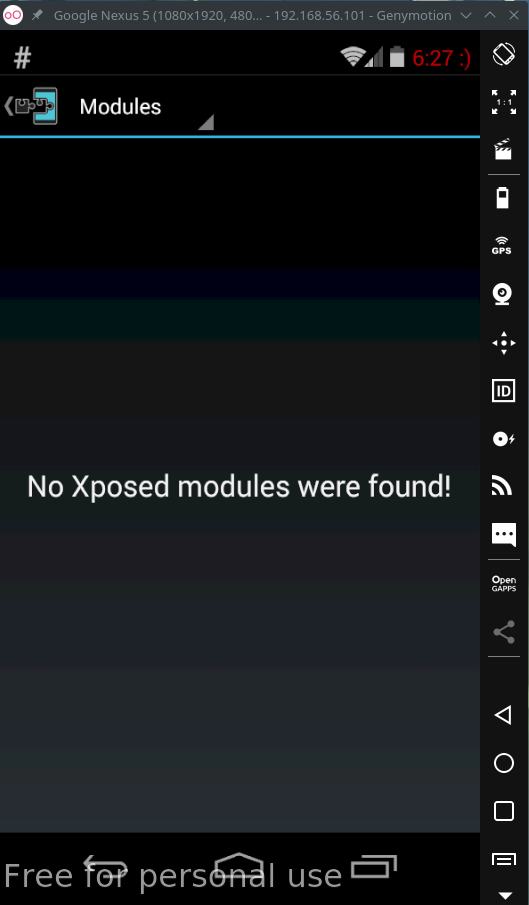 Google Nexus 5 (1080x1920, 480... - 192.168.56.101 - Genymotion
# 6:27 :)
Modules
1:1
GPS
ID
No Xposed modules were found!
Open
GAPPS
Free for personal use